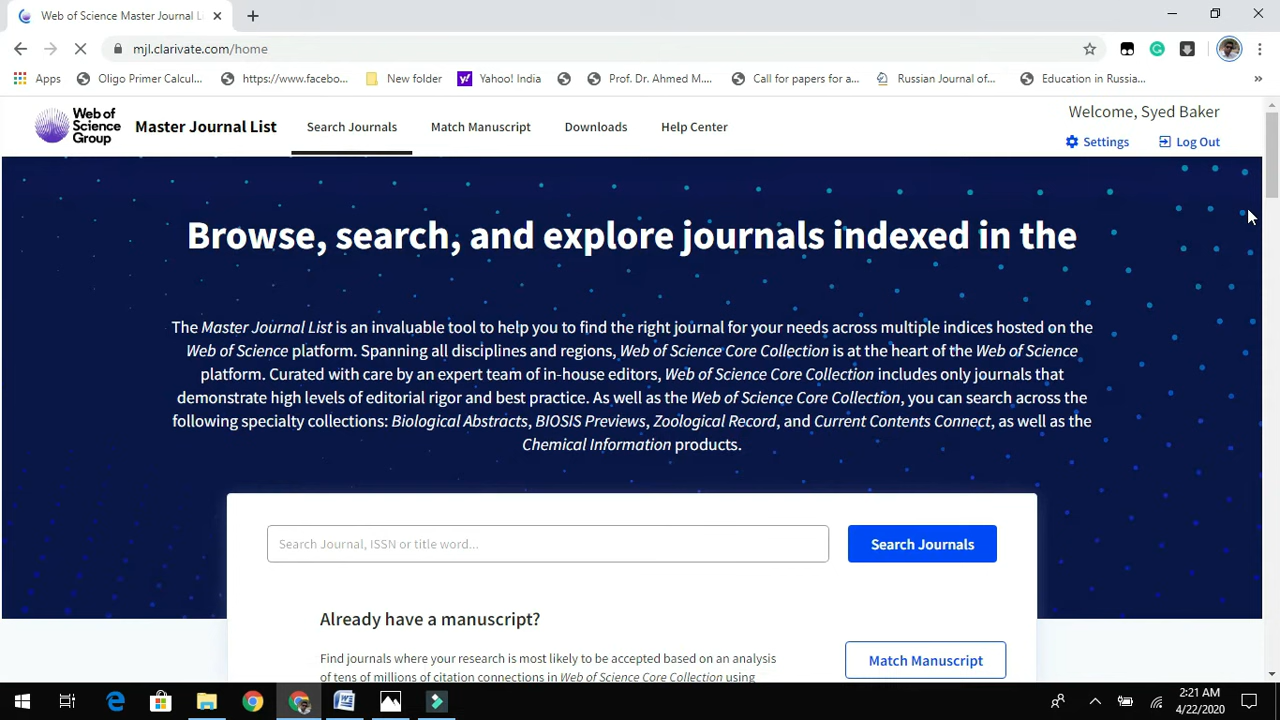 Web of Science Master Journal L
mjl.clarivate.com/home
Apps
Oligo Primer Calcul...
https://www.facebo...
New folder
Yahoo! India
Prof. Dr. Ahmed M....
Call for papers for a...
Russian Journal of...
Education in Russia...
»
Web of
Science
Group
Master Journal List
Search Journals
Match Manuscript
Downloads
Help Center
Welcome, Syed Baker
Settings
Log Out
Browse, search, and explore journals indexed in the
The Master Journal List is an invaluable tool to help you to find the right journal for your needs across multiple indices hosted on the
Web of Science platform. Spanning all disciplines and regions, Web of Science Core Collection is at the heart of the Web of Science
platform. Curated with care by an expert team of in-house editors, Web of Science Core Collection includes only journals that
demonstrate high levels of editorial rigor and best practice. As well as the Web of Science Core Collection, you can search across the
following specialty collections: Biological Abstracts, BIOSIS Previews, Zoological Record, and Current Contents Connect, as well as the
Chemical Information products.
Search Journal, ISSN or title word...
Search Journals
Already have a manuscript?
Find journals where your research is most likely to be accepted based on an analysis
of tens of millions of citation connections in Web of Science Core Collection using
Match Manuscript
2:21 AM
4/22/2020